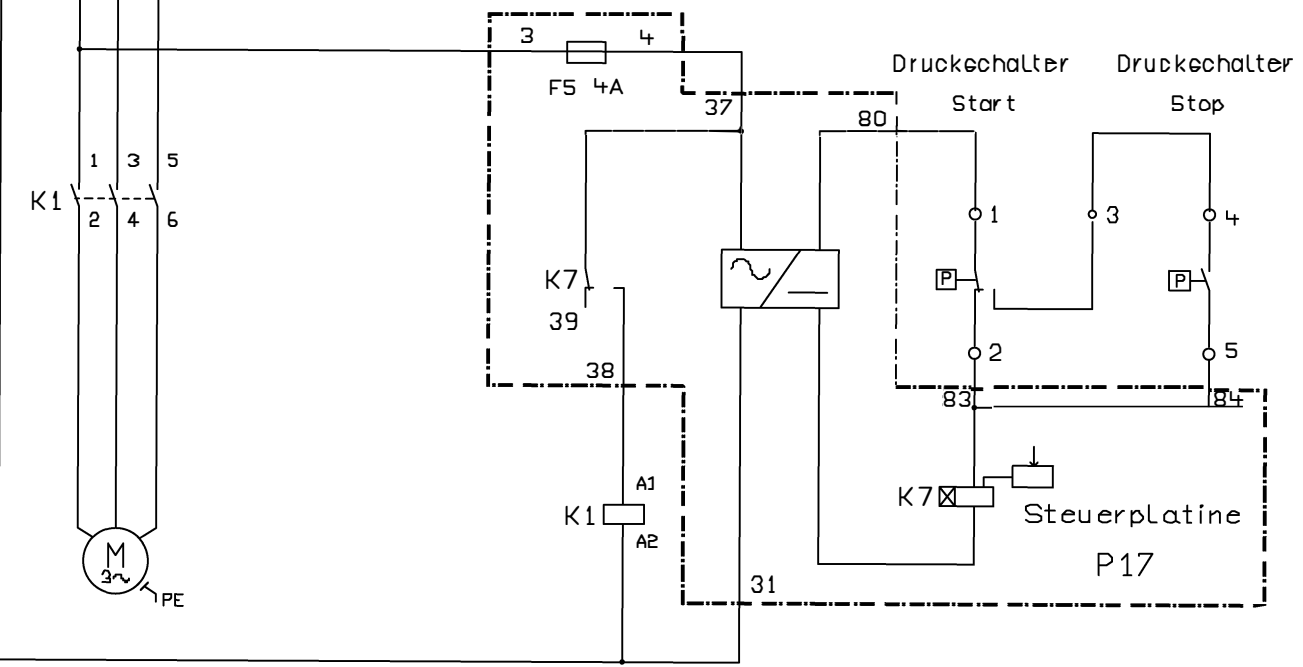 3 4
F5 4A
37
80
Druckschalter Start
Druckschalter Stop
1 3 5
K1
2 4 6
1 3 4
K7
39
38
P P
2 5
83 84
A1
K1
A2
K7
Steuerplatine
P17
M
3~
PE
31